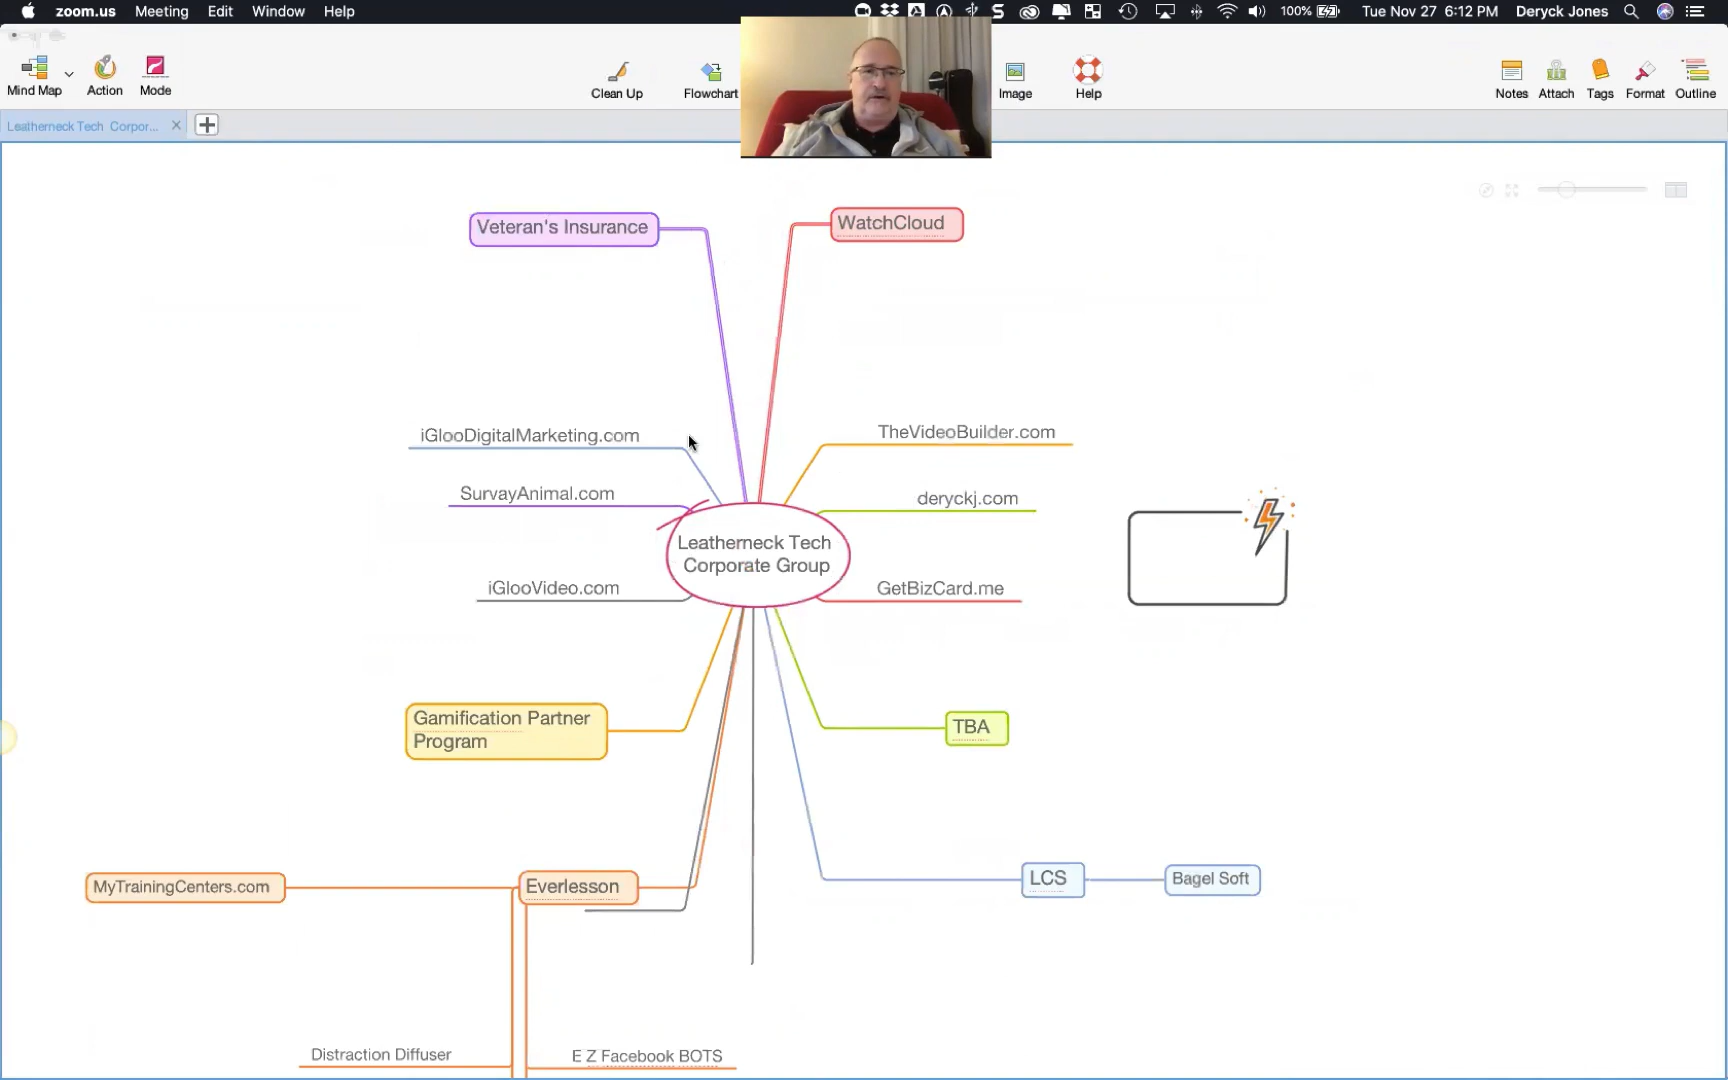 zoom.us Meeting Edit Window Help 100% Tue Nov 27 6:12 PM Deryck Jones
Mind Map Action Mode Clean Up Flowchart Image Help Notes Attach Tags Format Outline
Leatherneck Tech Corpor...
Veteran's Insurance
WatchCloud
iGlooDigitalMarketing.com
TheVideoBuilder.com
SurvayAnimal.com
deryckj.com
Leatherneck Tech
Corporate Group
iGlooVideo.com
GetBizCard.me
Gamification Partner
Program
TBA
MyTrainingCenters.com
Everlesson
LCS
Bagel Soft
Distraction Diffuser
E Z Facebook BOTS